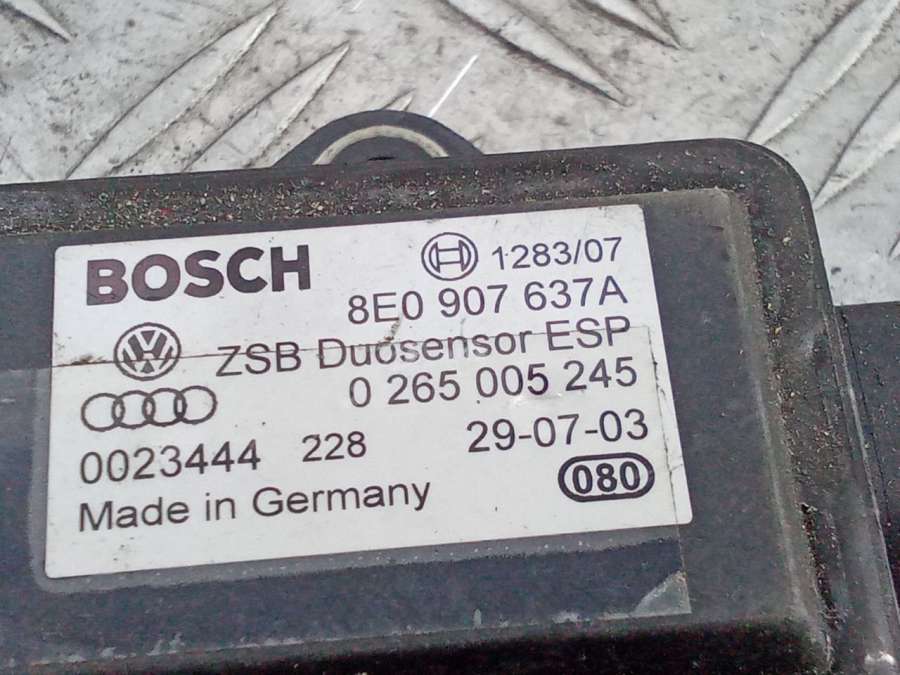 BOSCH
1283/07
8E0 907 637A
ZSB Duosensor ESP
0 265 005 245
0023444 228 29-07-03
Made in Germany 080